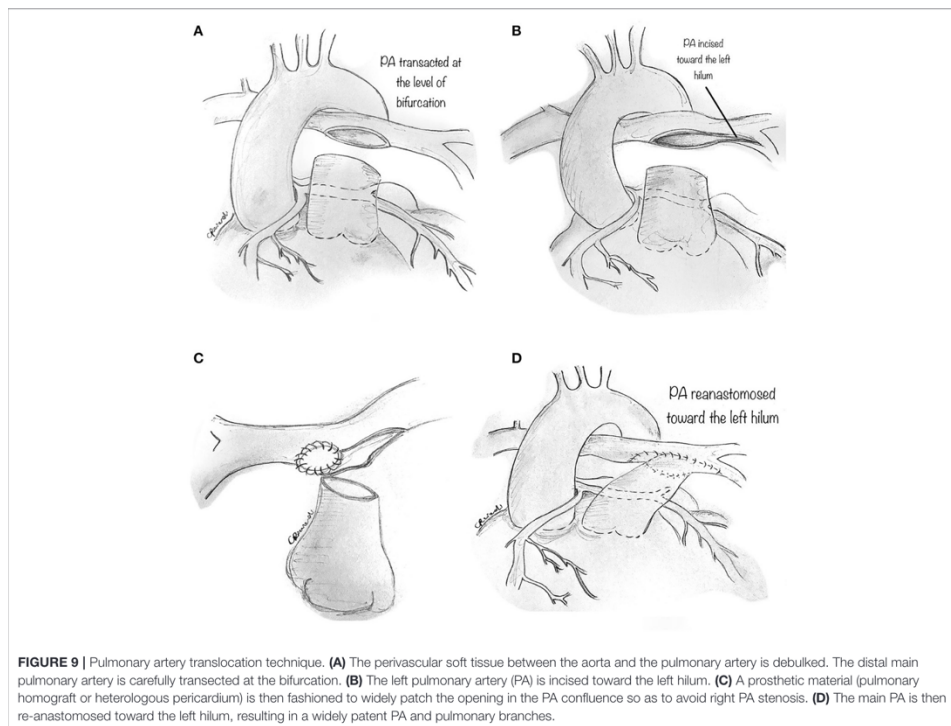 A
PA transacted
at the level
of
bifurcation
B
PA incised
toward the left
hilum
C
D
PA reanastomosed
toward the left hilum
FIGURE 9 | Pulmonary artery translocation technique. (A) The perivascular soft tissue between the aorta and the pulmonary artery is debulked. The distal main
pulmonary artery is carefully transected at the bifurcation. (B) The left pulmonary artery (PA) is incised toward the left hilum. (C) A prosthetic material (pulmonary
homograft or heterologous pericardium) is then fashioned to widely patch the opening in the PA confluence so as to avoid right PA stenosis. (D) The main PA is then
re-anastomosed toward the left hilum, resulting in a widely patent PA and pulmonary branches.